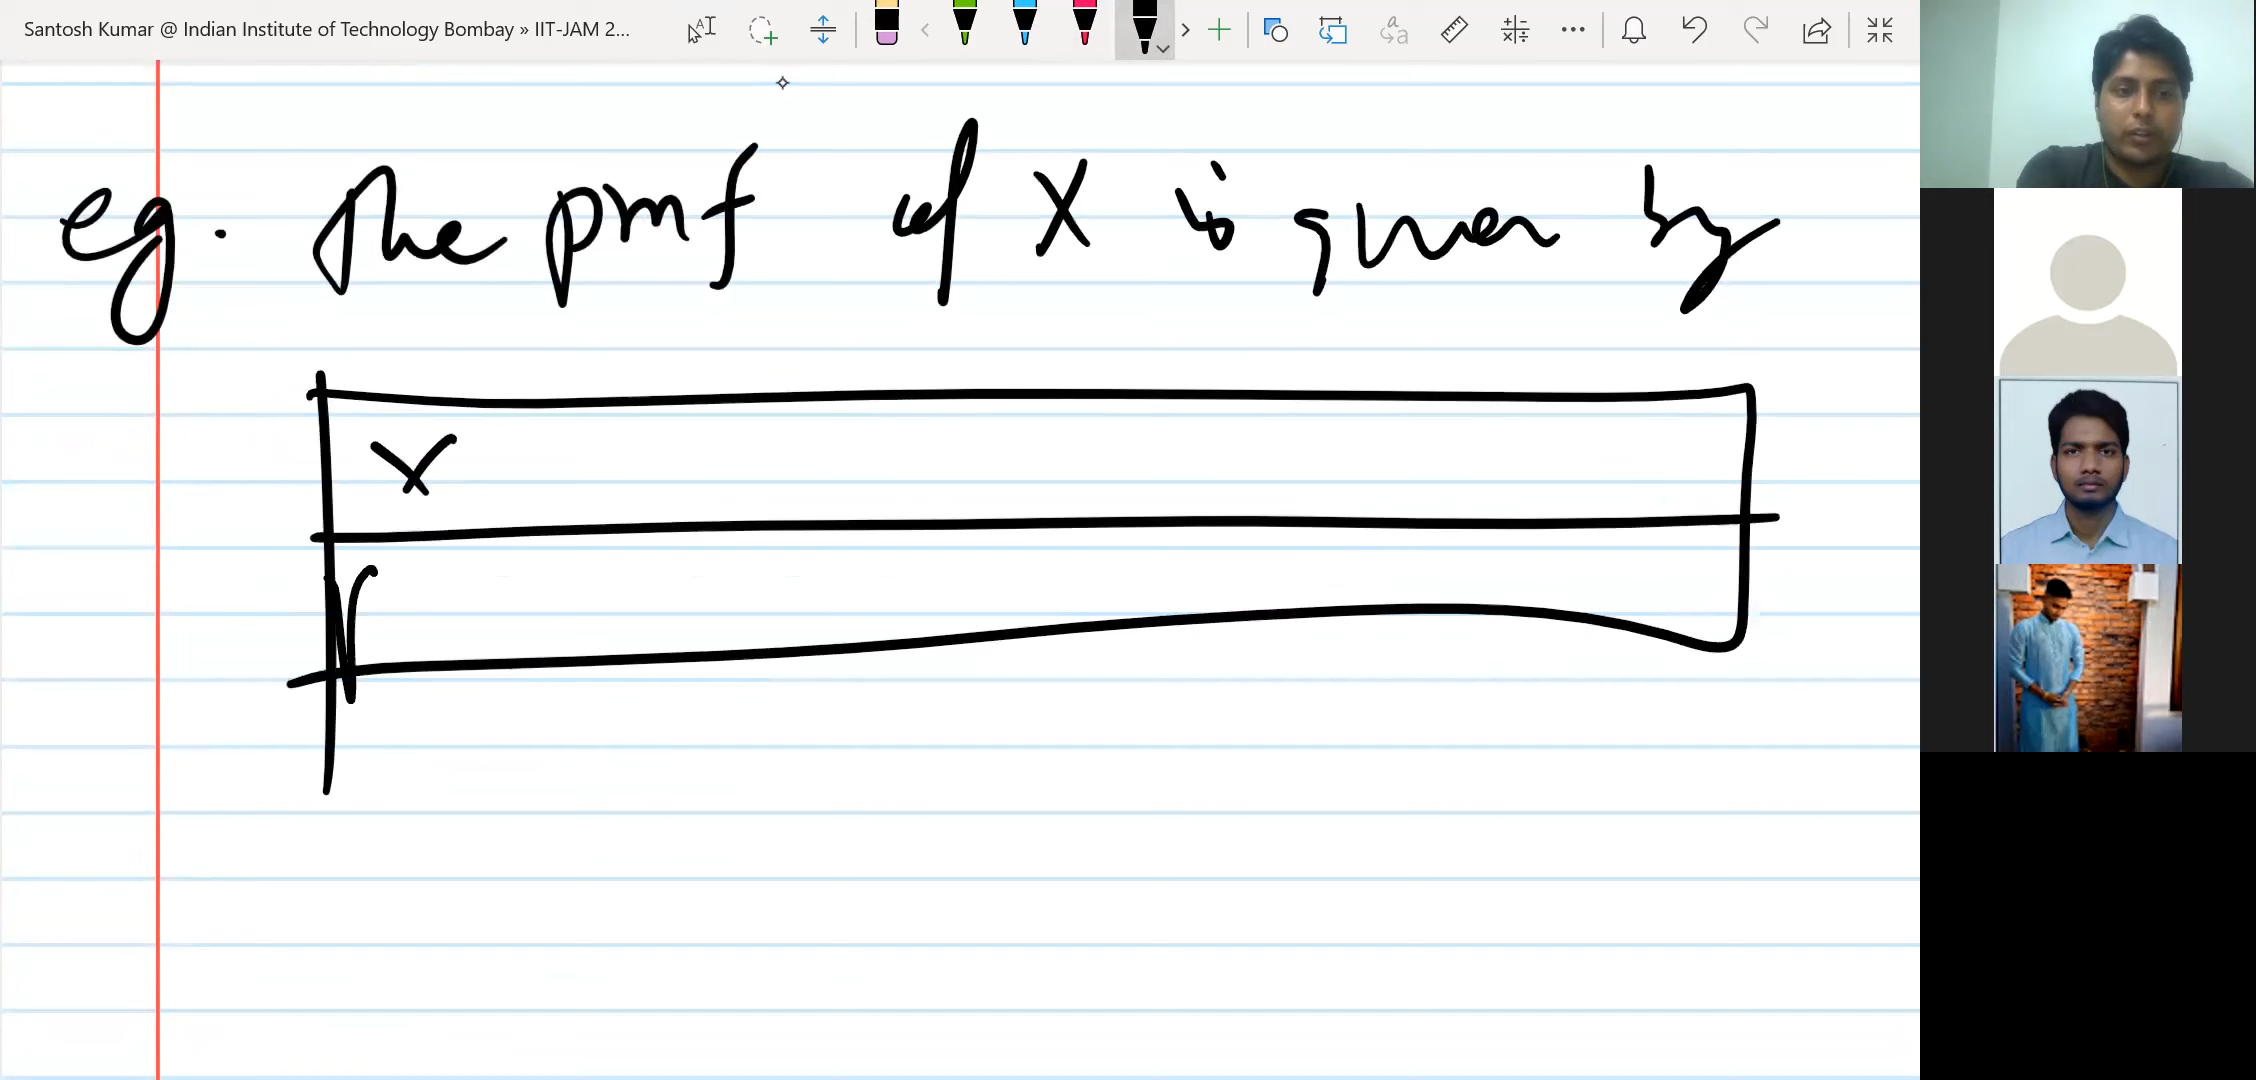 Santosh Kumar @ Indian Institute of Technology Bombay » IIT-JAM 2...
eg. The pmf of X is given by
X